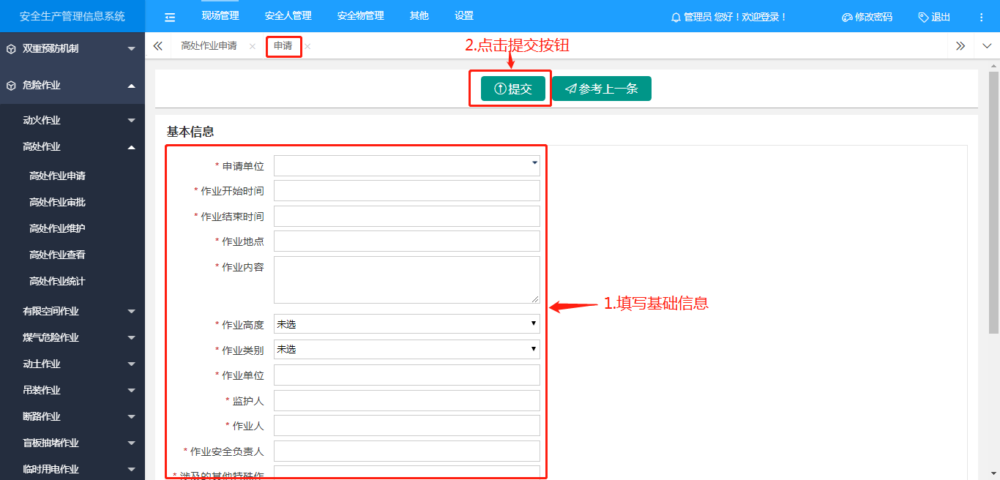 安全生产管理信息系统
现场管理 安全人管理 安全物管理 其他 设置
管理员 您好！欢迎登录！ 修改密码 退出
双重预防机制
危险作业
动火作业
高处作业
高处作业申请
高处作业审批
高处作业维护
高处作业查看
高处作业统计
有限空间作业
煤气危险作业
动土作业
吊装作业
断路作业
盲板抽堵作业
临时用电作业
高处作业申请 申请
2.点击提交按钮
提交 参考上一条
基本信息
* 申请单位
* 作业开始时间
* 作业结束时间
* 作业地点
* 作业内容
1.填写基础信息
* 作业高度 未选
* 作业类别 未选
* 作业单位
* 监护人
* 作业人
* 作业安全负责人
* 涉及的其他特殊作